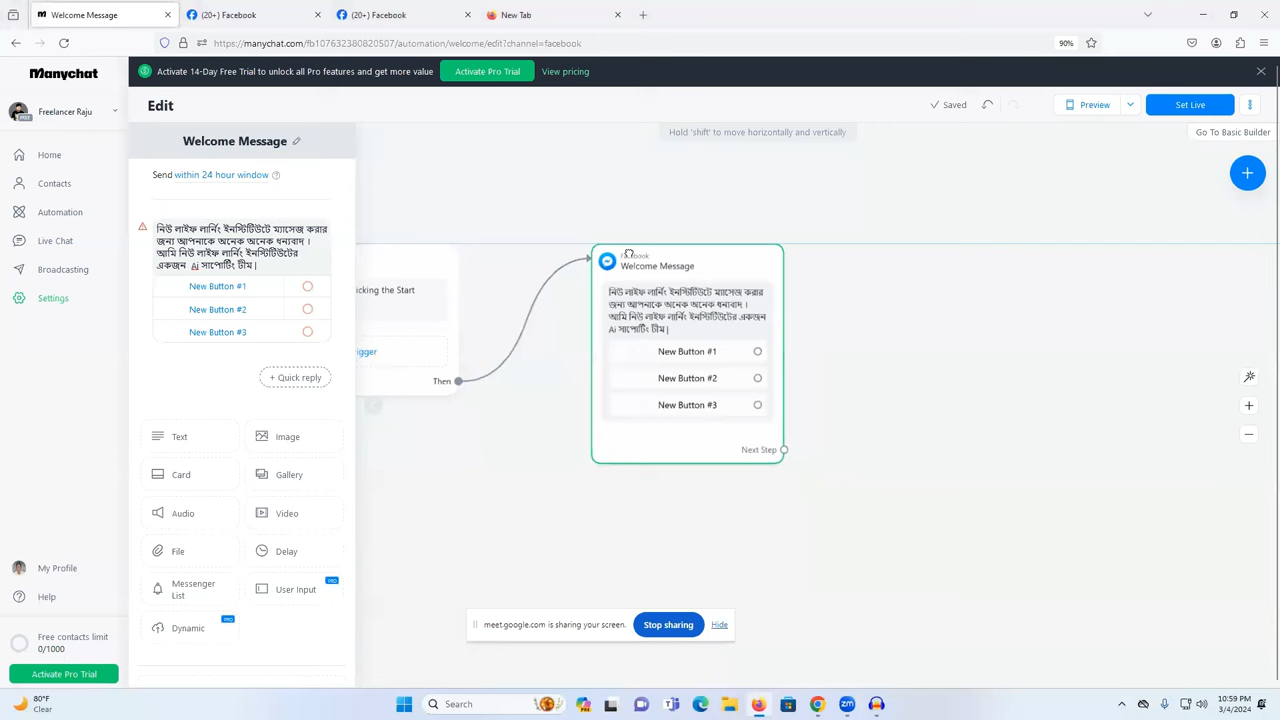 Welcome Message
(20+) Facebook
(20+) Facebook
New Tab
https://manychat.com/fb107632380820507/automation/welcome/edit?channel=facebook
90%
Manychat
Activate 14-Day Free Trial to unlock all Pro features and get more value
Activate Pro Trial
View pricing
Freelancer Raju
FREE
Edit
Saved
Preview
Set Live
Welcome Message
Hold 'shift' to move horizontally and vertically
Go To Basic Builder
Home
Contacts
Automation
Live Chat
Broadcasting
Settings
Send within 24 hour window
নিউ লাইফ লার্নিং ইনস্টিটিউটে ম্যাসেজ করার
জন্য আপনাকে অনেক অনেক ধন্যবাদ ।
আমি নিউ লাইফ লার্নিং ইনস্টিটিউটের
একজন Ai সাপোর্টিং টীম|
New Button #1
New Button #2
New Button #3
+ Quick reply
Text
Image
Card
Gallery
Audio
Video
File
Delay
Messenger
List
User Input
PRO
Dynamic
PRO
icking the Start
igger
Then
Facebook
Welcome Message
নিউ লাইফ লার্নিং ইনস্টিটিউটে ম্যাসেজ করার
জন্য আপনাকে অনেক অনেক ধন্যবাদ ।
আমি নিউ লাইফ লার্নিং ইনস্টিটিউটের একজন
Ai সাপোর্টিং টীম|
New Button #1
New Button #2
New Button #3
Next Step
My Profile
Help
Free contacts limit
0/1000
Activate Pro Trial
meet.google.com is sharing your screen.
Stop sharing
Hide
80°F
Clear
Search
10:59 PM
3/4/2024